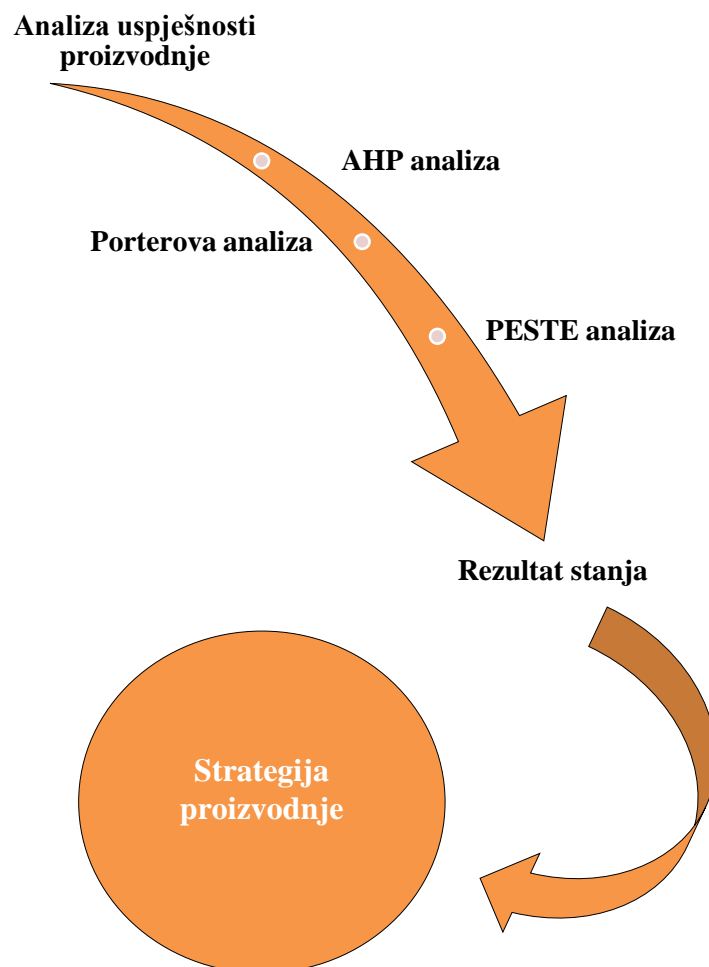 Analiza uspješnosti
proizvodnje
AHP analiza
Porterova analiza
PESTE analiza
Rezultat stanja
Strategija
proizvodnje